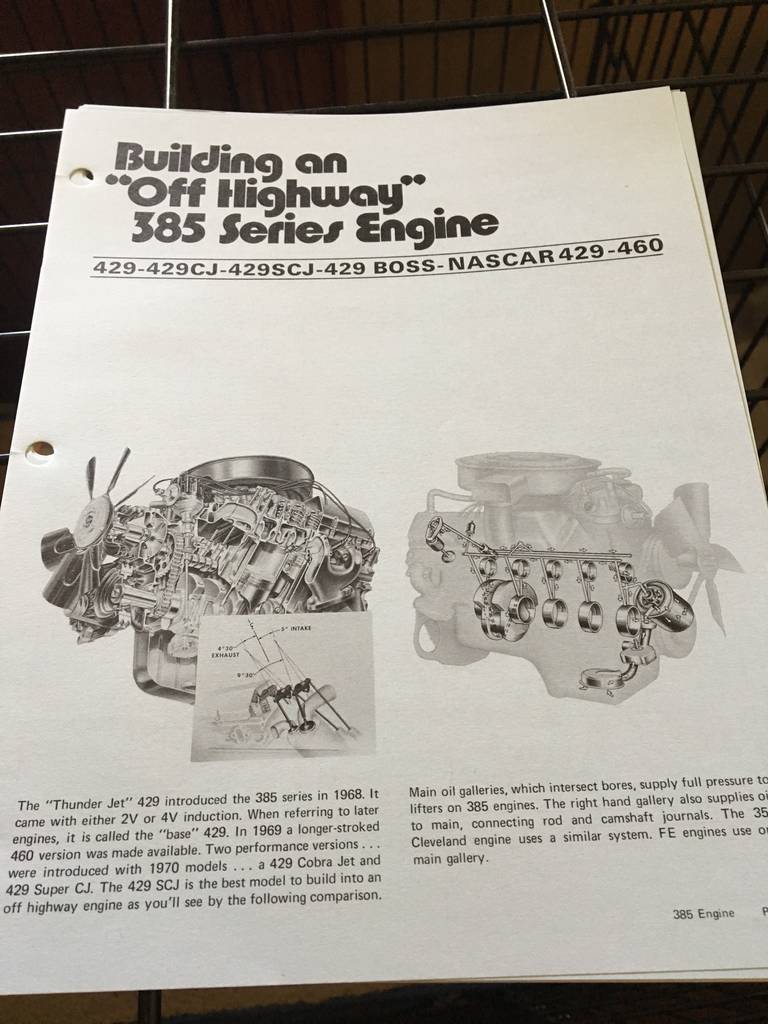 Building an
"Off Highway"
385 Series Engine
429-429CJ-429SCJ-429 BOSS-NASCAR 429-460
5° INTAKE
4°30'
EXHAUST
9°30'
The "Thunder Jet" 429 introduced the 385 series in 1968. It
came with either 2V or 4V induction. When referring to later
engines, it is called the "base" 429. In 1969 a longer-stroked
460 version was made available. Two performance versions . . .
were introduced with 1970 models . . . a 429 Cobra Jet and
429 Super CJ. The 429 SCJ is the best model to build into an
off highway engine as you'll see by the following comparison.
Main oil galleries, which intersect bores, supply full pressure to
lifters on 385 engines. The right hand gallery also supplies
to main, connecting rod and camshaft journals. The
Cleveland engine uses a similar system. FE engines use
main gallery.
385 Engine